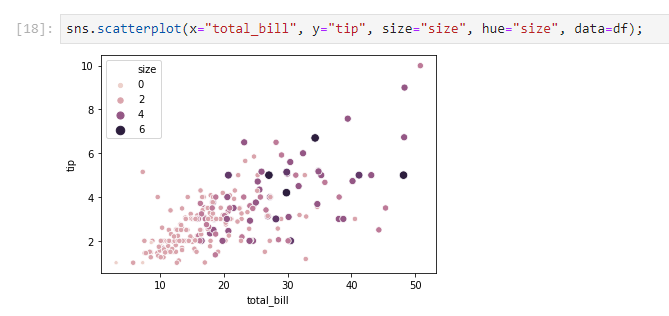 [18]: sns.scatterplot(x="total_bill", y="tip", size="size", hue="size", data=df);
size
0
2
4
6
10
8
6
4
2
tip
10 20 30 40 50
total_bill